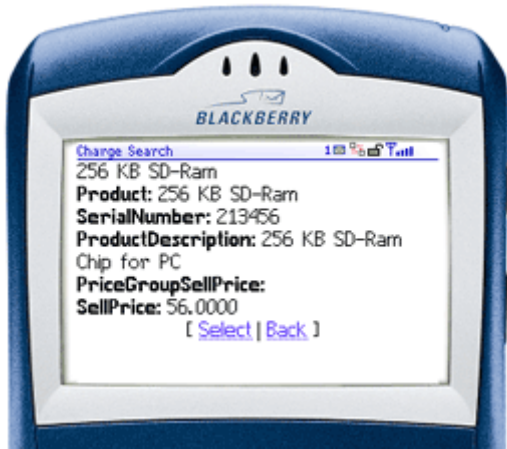 BLACKBERRY
Charge Search 1
256 KB SD-Ram
Product: 256 KB SD-Ram
SerialNumber: 213456
ProductDescription: 256 KB SD-Ram
Chip for PC
PriceGroupSellPrice:
SellPrice: 56.0000
[ Select | Back ]